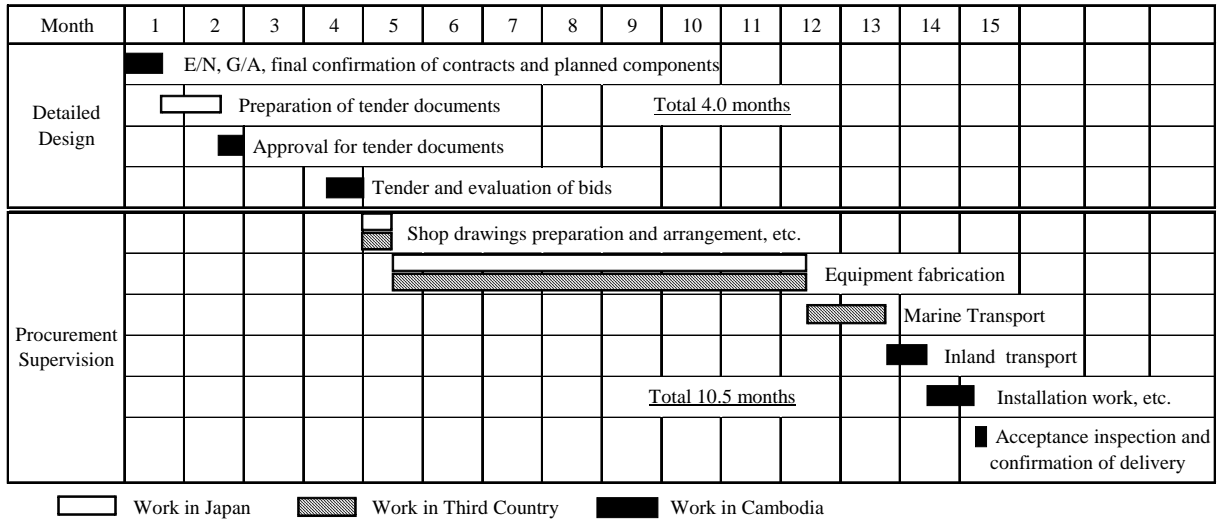 Month 1 2 3 4 5 6 7 8 9 10 11 12 13 14 15
Detailed
Design
E/N, G/A, final confirmation of contracts and planned components
Preparation of tender documents
Total 4.0 months
Approval for tender documents
Tender and evaluation of bids
Procurement
Supervision
Shop drawings preparation and arrangement, etc.
Equipment fabrication
Marine Transport
Inland transport
Total 10.5 months
Installation work, etc.
Acceptance inspection and
confirmation of delivery
Work in Japan Work in Third Country Work in Cambodia